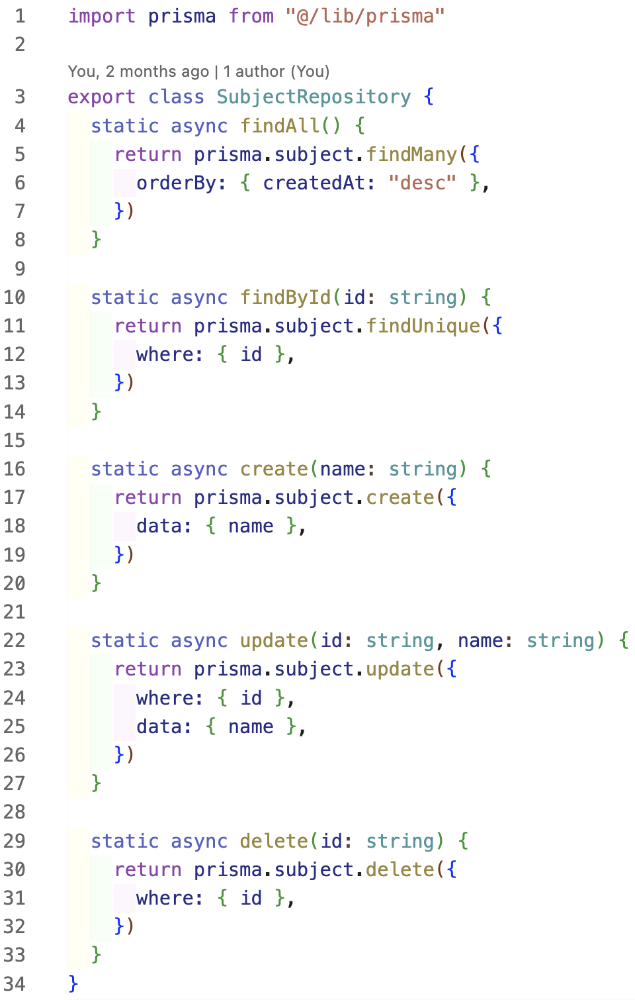 1 import prisma from "@/lib/prisma"
2
You, 2 months ago | 1 author (You)
3 export class SubjectRepository {
4   static async findAll() {
5     return prisma.subject.findMany({
6       orderBy: { createdAt: "desc" },
7     })
8   }
9
10   static async findById(id: string) {
11     return prisma.subject.findUnique({
12       where: { id },
13     })
14   }
15
16   static async create(name: string) {
17     return prisma.subject.create({
18       data: { name },
19     })
20   }
21
22   static async update(id: string, name: string) {
23     return prisma.subject.update({
24       where: { id },
25       data: { name },
26     })
27   }
28
29   static async delete(id: string) {
30     return prisma.subject.delete({
31       where: { id },
32     })
33   }
34 }